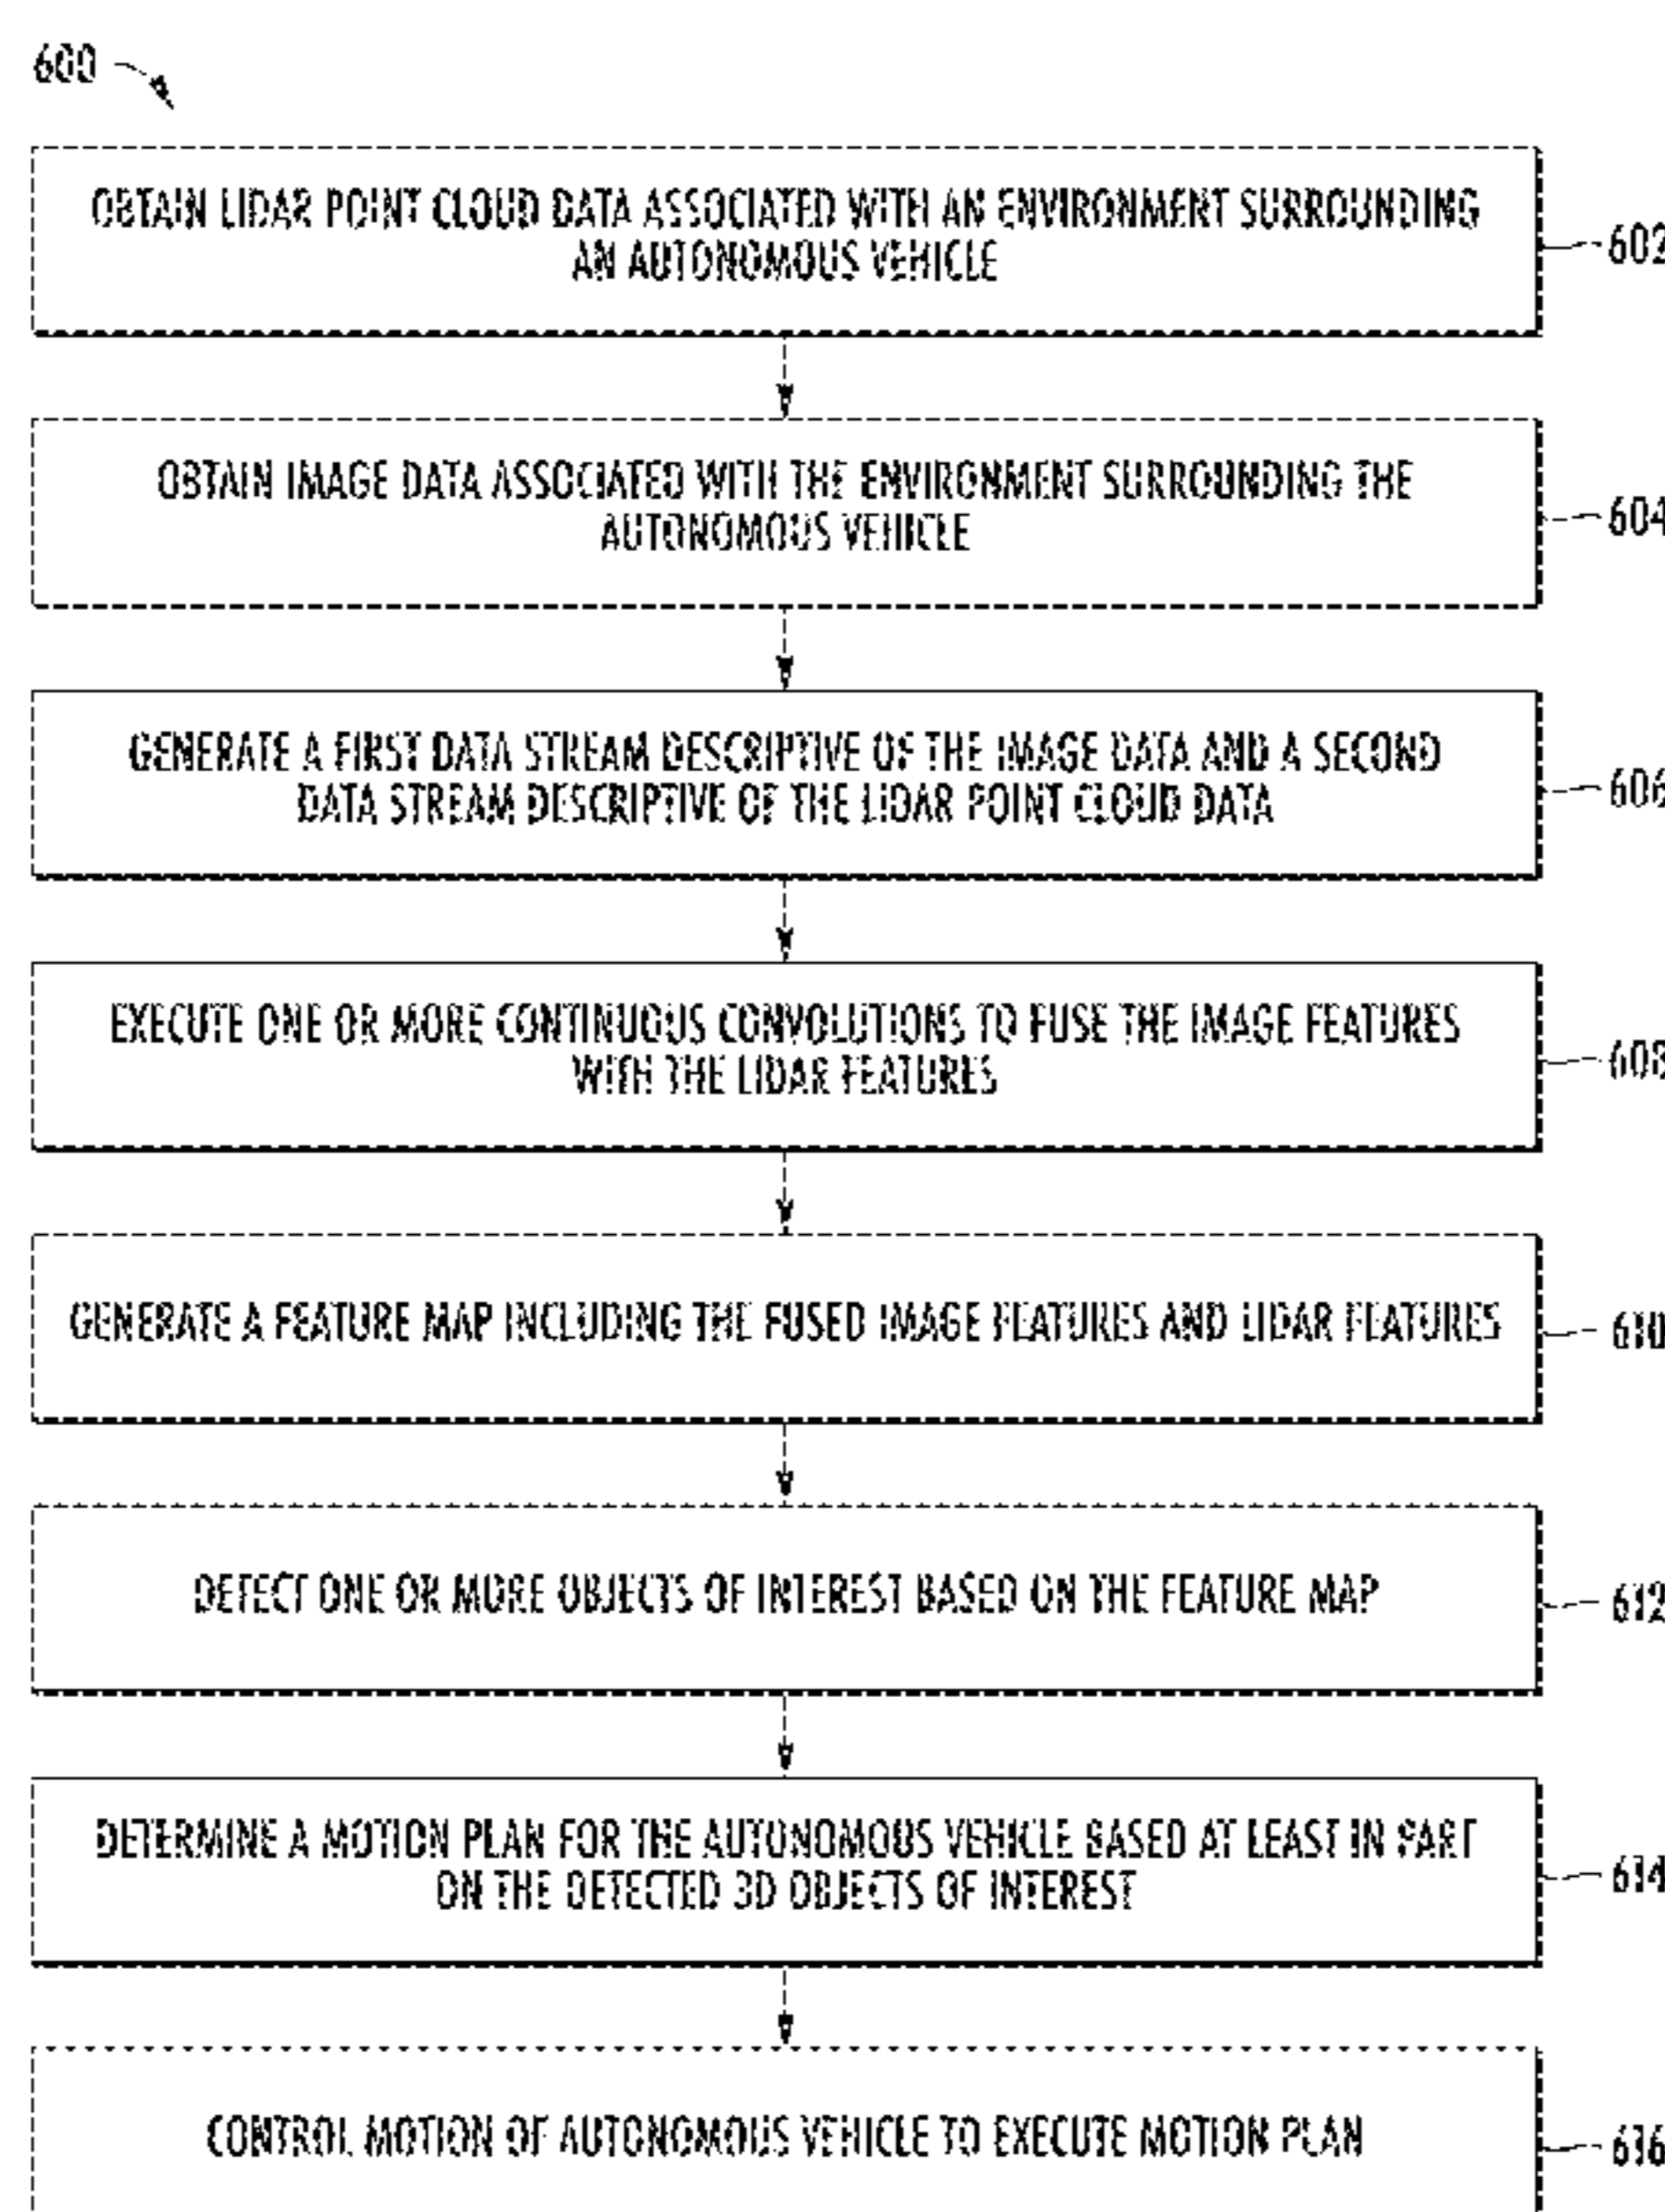 600
OBTAIN LIDAR POINT CLOUD DATA ASSOCIATED WITH AN ENVIRONMENT SURROUNDING
AN AUTONOMOUS VEHICLE
602
OBTAIN IMAGE DATA ASSOCIATED WITH THE ENVIRONMENT SURROUNDING THE
AUTONOMOUS VEHICLE
604
GENERATE A FIRST DATA STREAM DESCRIPTIVE OF THE IMAGE DATA AND A SECOND
DATA STREAM DESCRIPTIVE OF THE LIDAR POINT CLOUD DATA
606
EXECUTE ONE OR MORE CONTINUOUS CONVOLUTIONS TO FUSE THE IMAGE FEATURES
WITH THE LIDAR FEATURES
608
GENERATE A FEATURE MAP INCLUDING THE FUSED IMAGE FEATURES AND LIDAR FEATURES
610
DETECT ONE OR MORE OBJECTS OF INTEREST BASED ON THE FEATURE MAP
612
DETERMINE A MOTION PLAN FOR THE AUTONOMOUS VEHICLE BASED AT LEAST IN PART
ON THE DETECTED 3D OBJECTS OF INTEREST
614
CONTROL MOTION OF AUTONOMOUS VEHICLE TO EXECUTE MOTION PLAN
616